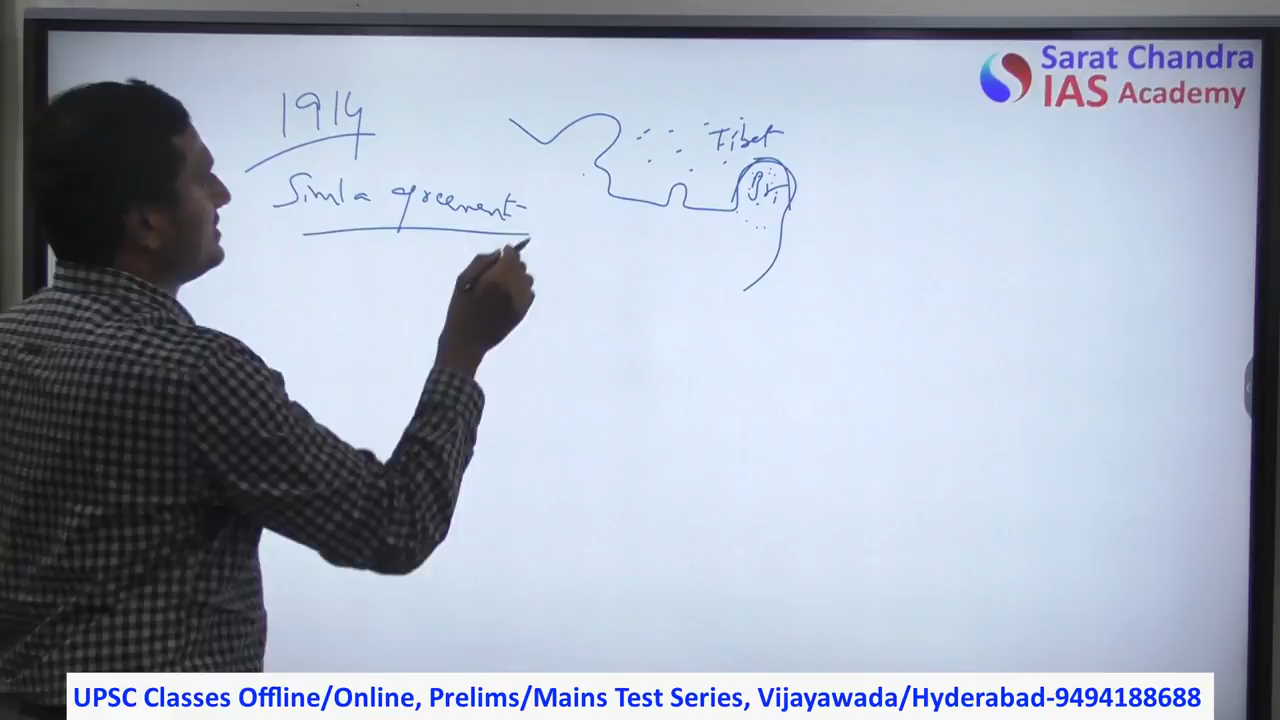 Sarat Chandra
IAS Academy
1914
Simla agreement
Tibet
UPSC Classes Offline/Online, Prelims/Mains Test Series, Vijayawada/Hyderabad-9494188688